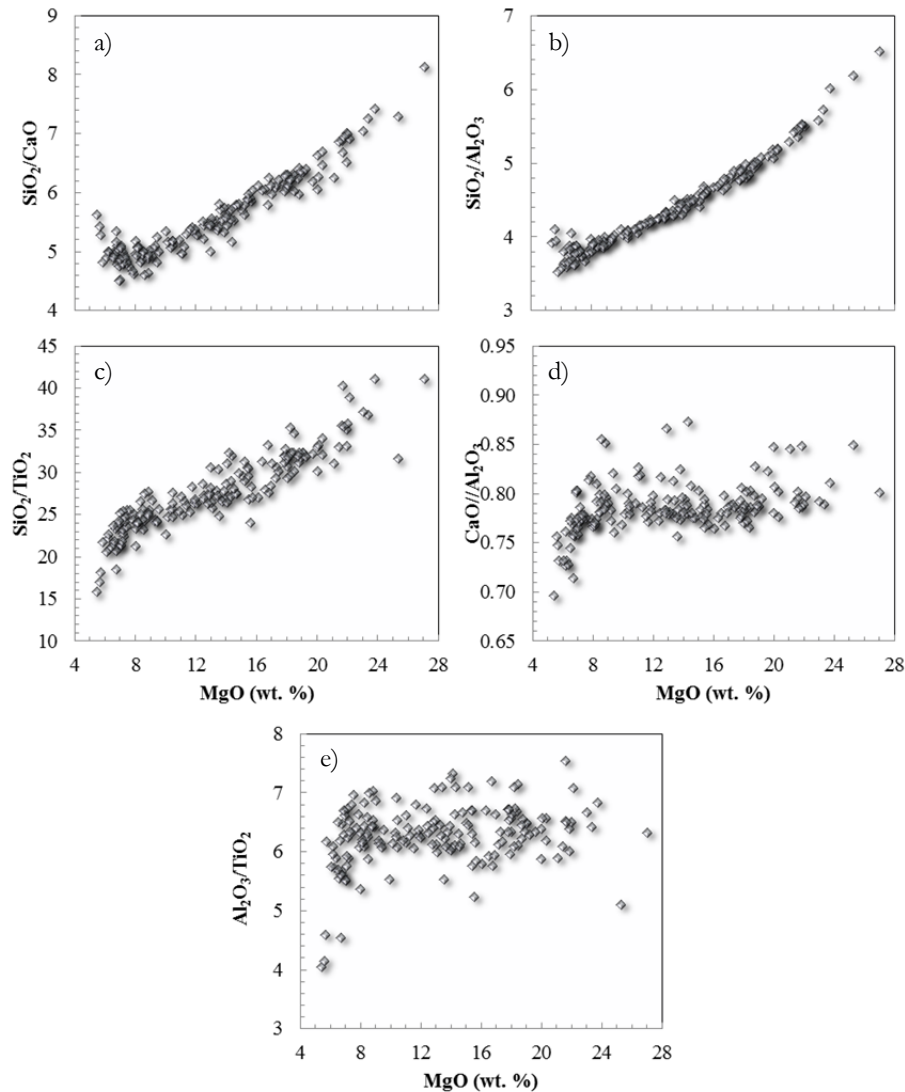 a)
SiO₂/CaO
9
8
7
6
5
4
b)
SiO₂/Al₂O₃
7
6
5
4
3
c)
SiO₂/TiO₂
45
40
35
30
25
20
15
10
4 8 12 16 20 24 28
MgO (wt. %)
d)
CaO//Al₂O₃
0.95
0.90
0.85
0.80
0.75
0.70
0.65
4 8 12 16 20 24 28
MgO (wt. %)
e)
Al₂O₃/TiO₂
8
7
6
5
4
3
4 8 12 16 20 24 28
MgO (wt. %)